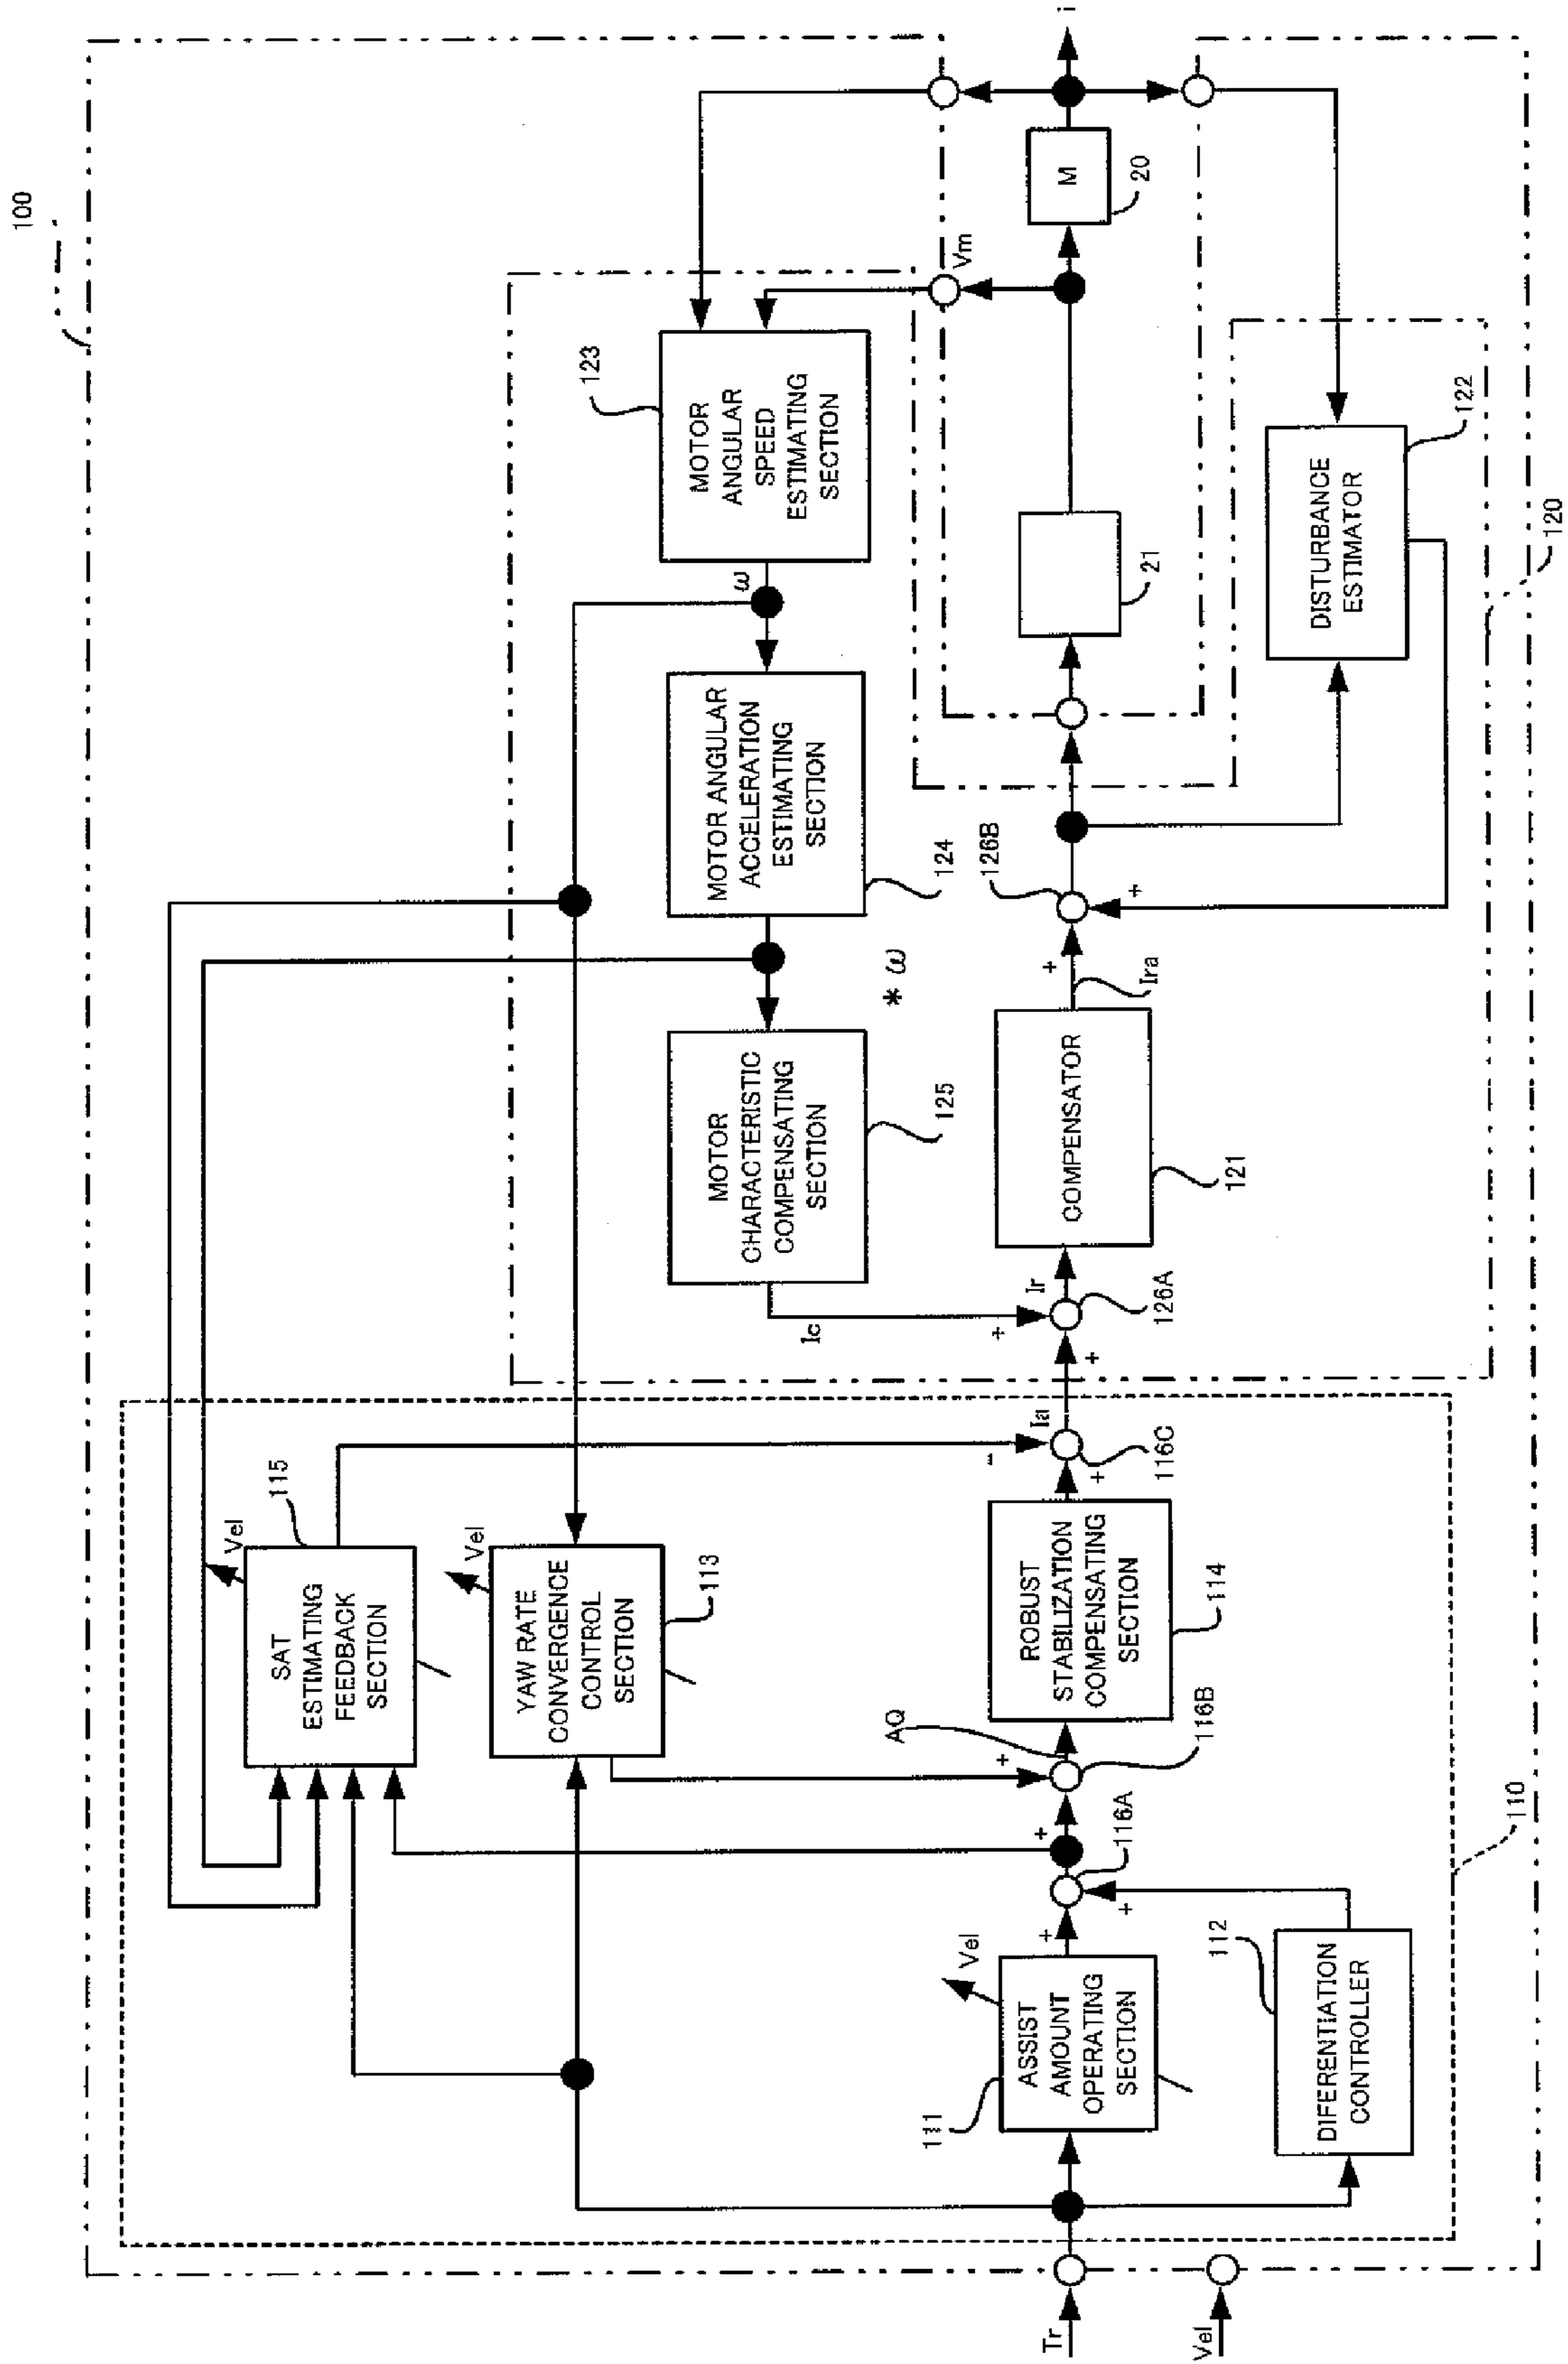 100
Tr
Vel
i
110
120
SAT
ESTIMATING
FEEDBACK
SECTION
115
Vel
YAW RATE
CONVERGENCE
CONTROL
SECTION
113
Vel
ASSIST
AMOUNT
OPERATING
SECTION
111
Vel
DIFERENTIATION
CONTROLLER
112
+
+
116A
+
+
116B
AQ
ROBUST
STABILIZATION
COMPENSATING
SECTION
114
+
-
116C
Ia
+
+
Ic
Ir
126A
MOTOR
CHARACTERISTIC
COMPENSATING
SECTION
125
* ω
MOTOR ANGULAR
ACCELERATION
ESTIMATING
SECTION
124
ω
MOTOR
ANGULAR
SPEED
ESTIMATING
SECTION
123
COMPENSATOR
121
Ira
+
+
126B
21
Vm
M
20
DISTURBANCE
ESTIMATOR
122